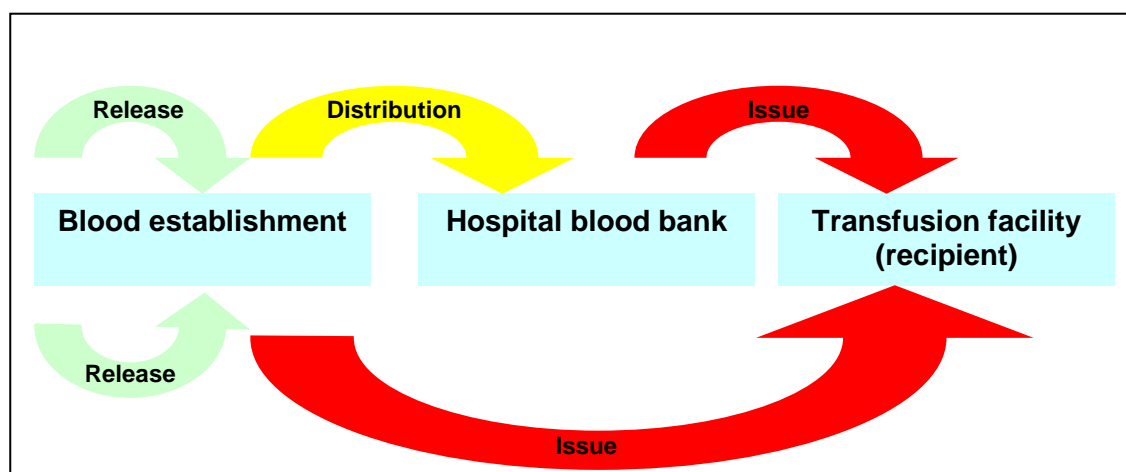 Release
Distribution
Issue
Blood establishment
Hospital blood bank
Transfusion facility
(recipient)
Release
Issue